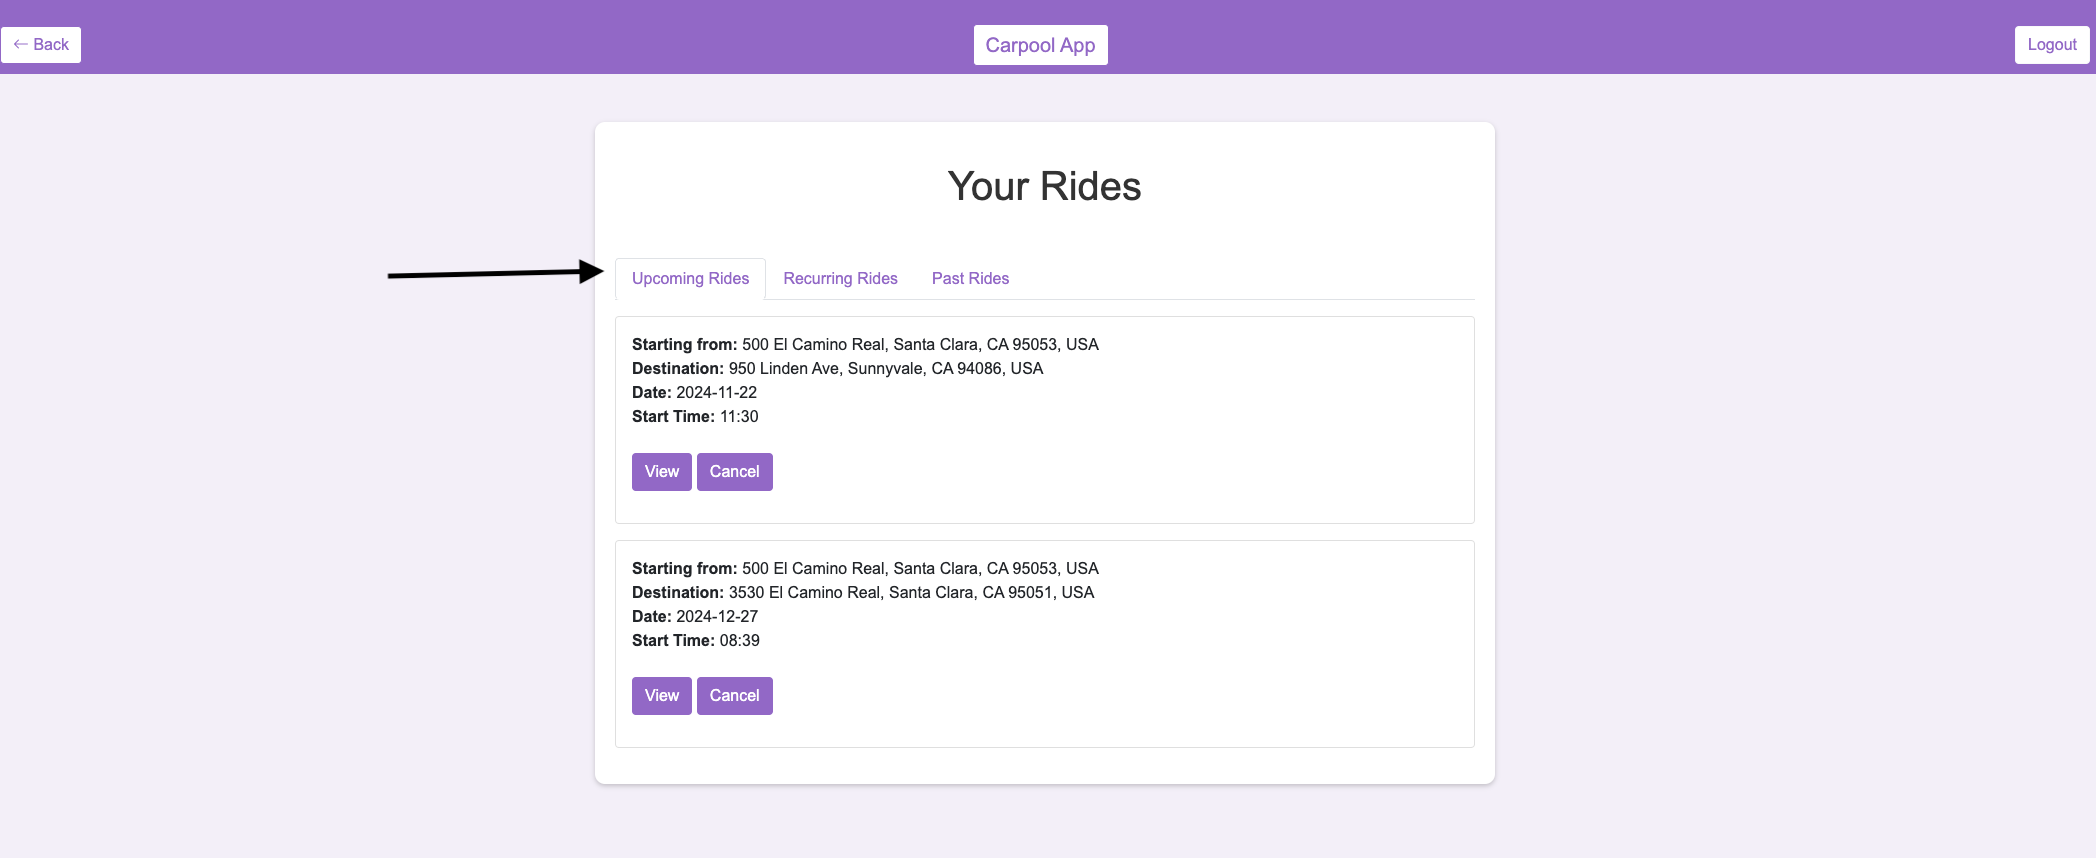 ← Back
Carpool App
Logout
Your Rides
Upcoming Rides
Recurring Rides
Past Rides
Starting from: 500 El Camino Real, Santa Clara, CA 95053, USA
Destination: 950 Linden Ave, Sunnyvale, CA 94086, USA
Date: 2024-11-22
Start Time: 11:30
View
Cancel
Starting from: 500 El Camino Real, Santa Clara, CA 95053, USA
Destination: 3530 El Camino Real, Santa Clara, CA 95051, USA
Date: 2024-12-27
Start Time: 08:39
View
Cancel